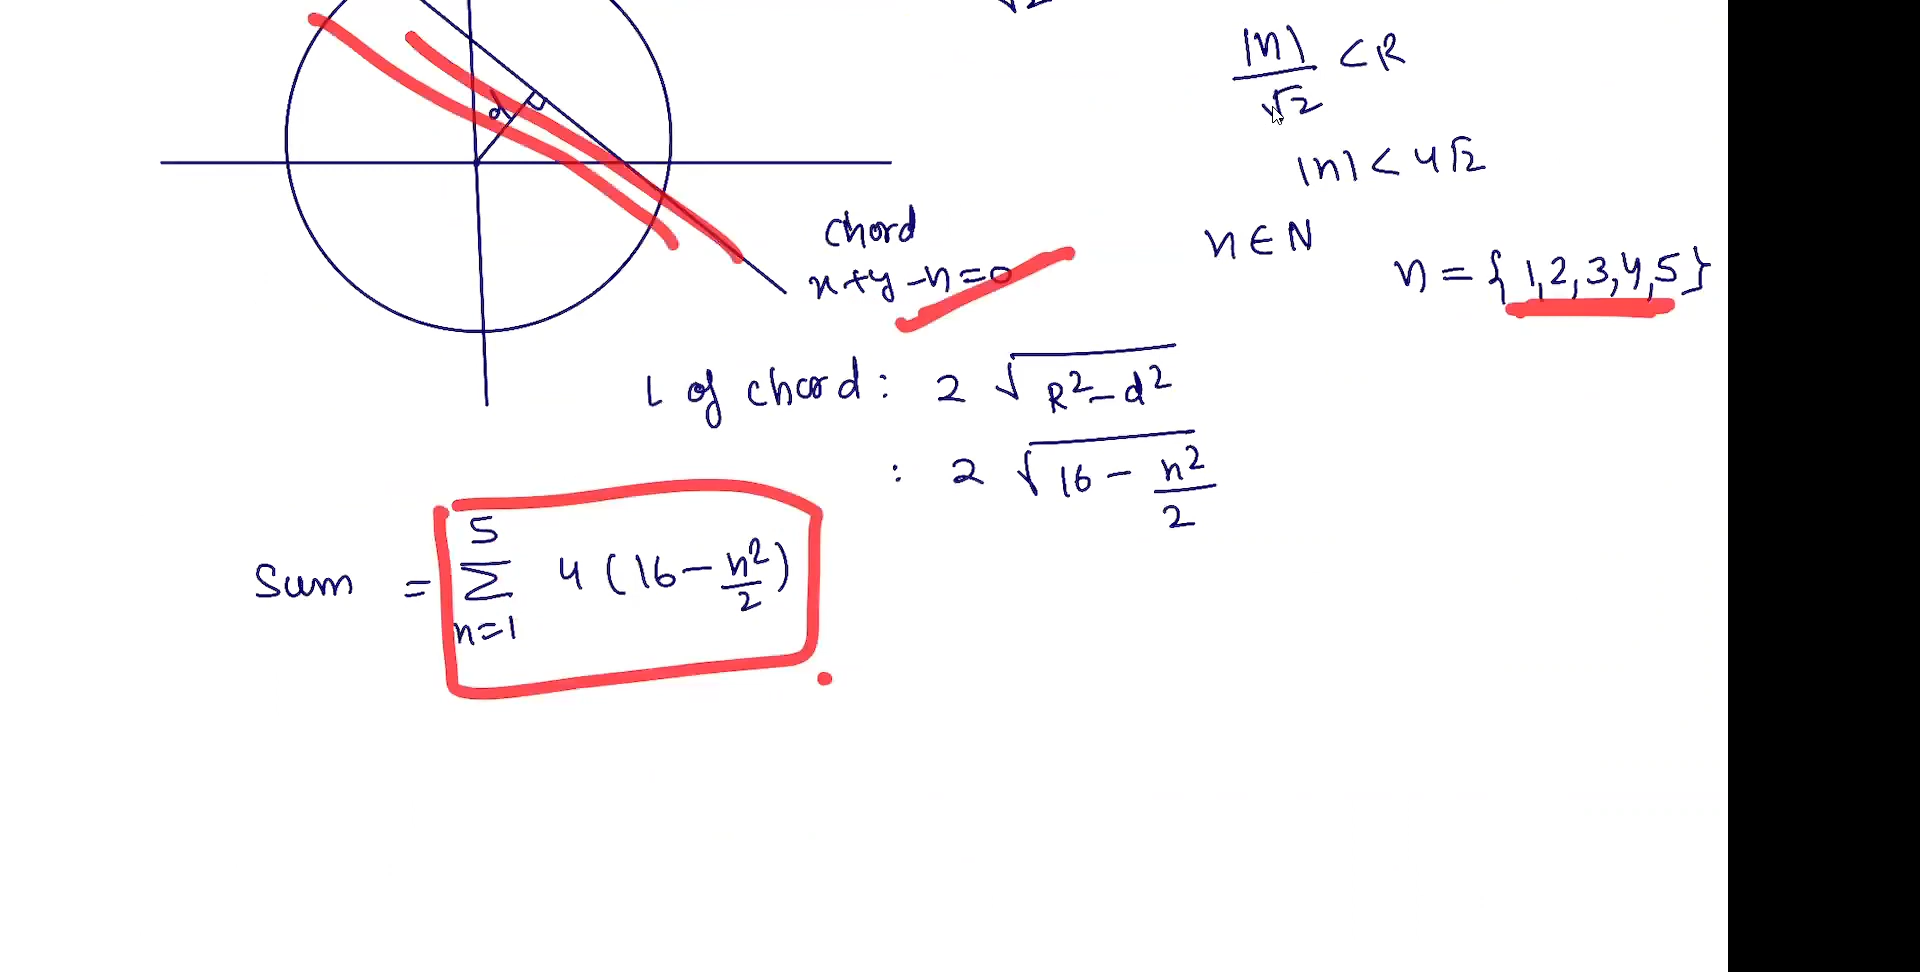 |n|/√2 < R
d
|n| < 4√2
chord
n ∈ N
x+y-n=0
n = {1,2,3,4,5}
L of chord : 2 √(R²-d²)
: 2 √(16 - n²/2)
Sum = 5 Σ n=1 4(16 - n²/2)